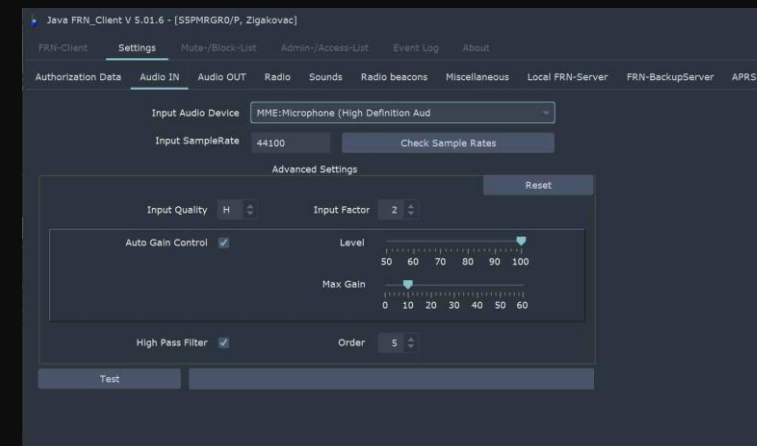 Java FRN_Client V 5.01.6 - [S5PMRGR0/P, Zigakovac]
FRN-Client Settings Mute-/Block-List Admin-/Access-List Event Log About
Authorization Data Audio IN Audio OUT Radio Sounds Radio beacons Miscellaneous Local FRN-Server FRN-BackupServer APRS
Input Audio Device MME:Microphone (High Definition Aud
Input SampleRate 44100 Check Sample Rates
Advanced Settings
Reset
Input Quality H Input Factor 2
Auto Gain Control Level
50 60 70 80 90 100
Max Gain
0 10 20 30 40 50 60
High Pass Filter Order 5
Test